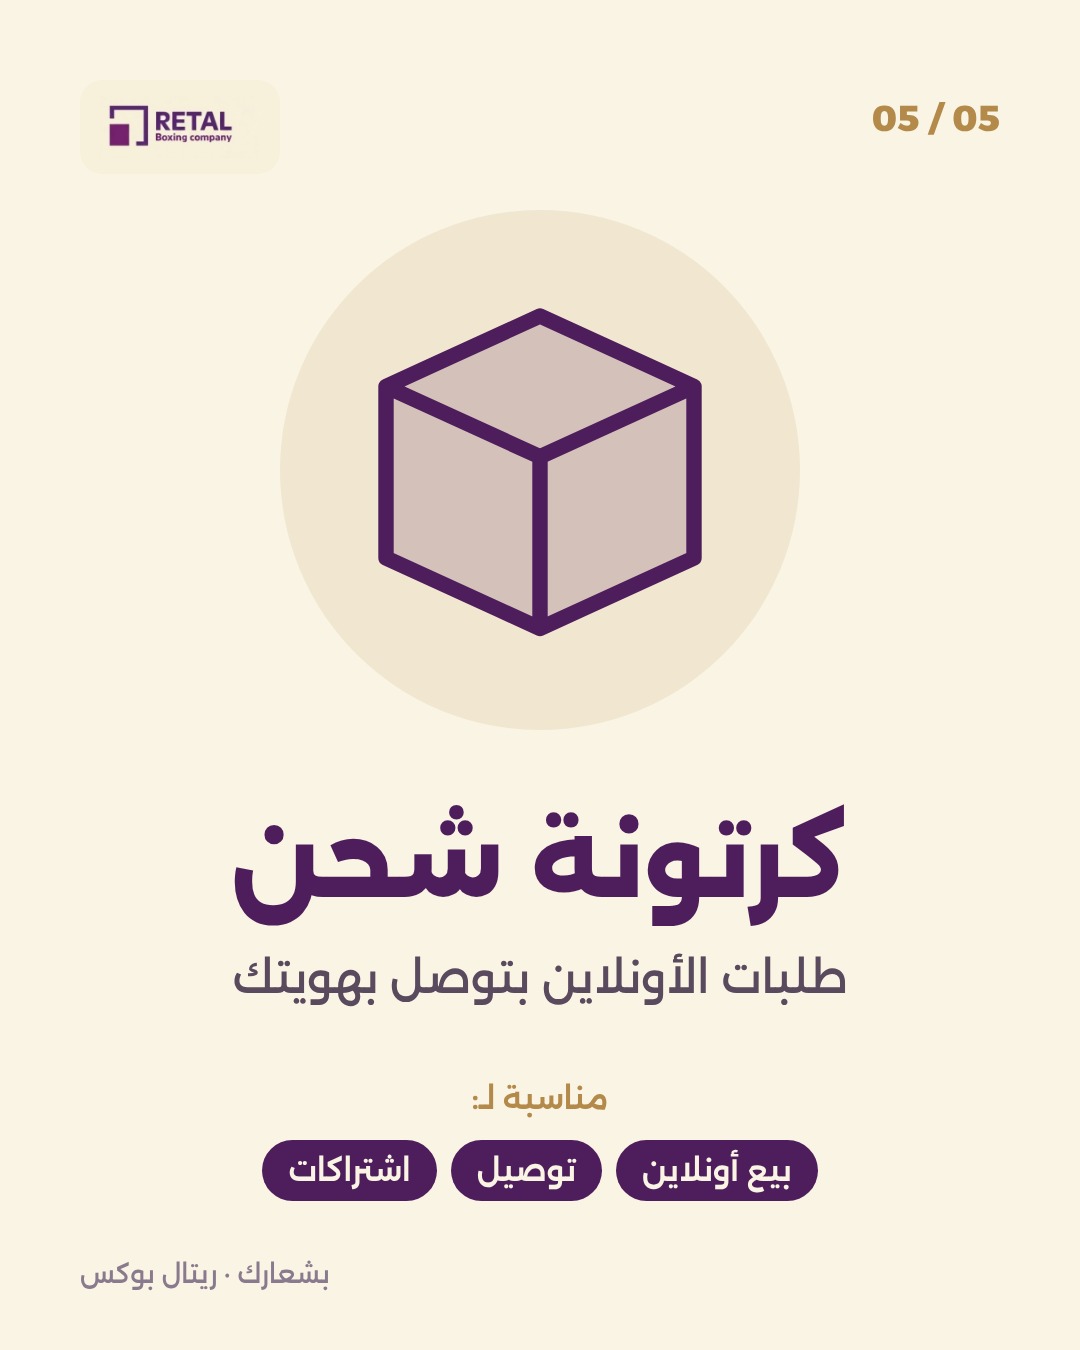 RETAL
Boxing company
05 / 05
كرتونة شحن
طلبات الأونلاين بتوصل بهويتك
مناسبة لـ:
بيع أونلاين
توصيل
اشتراكات
بشعارك · ريتال بوكس